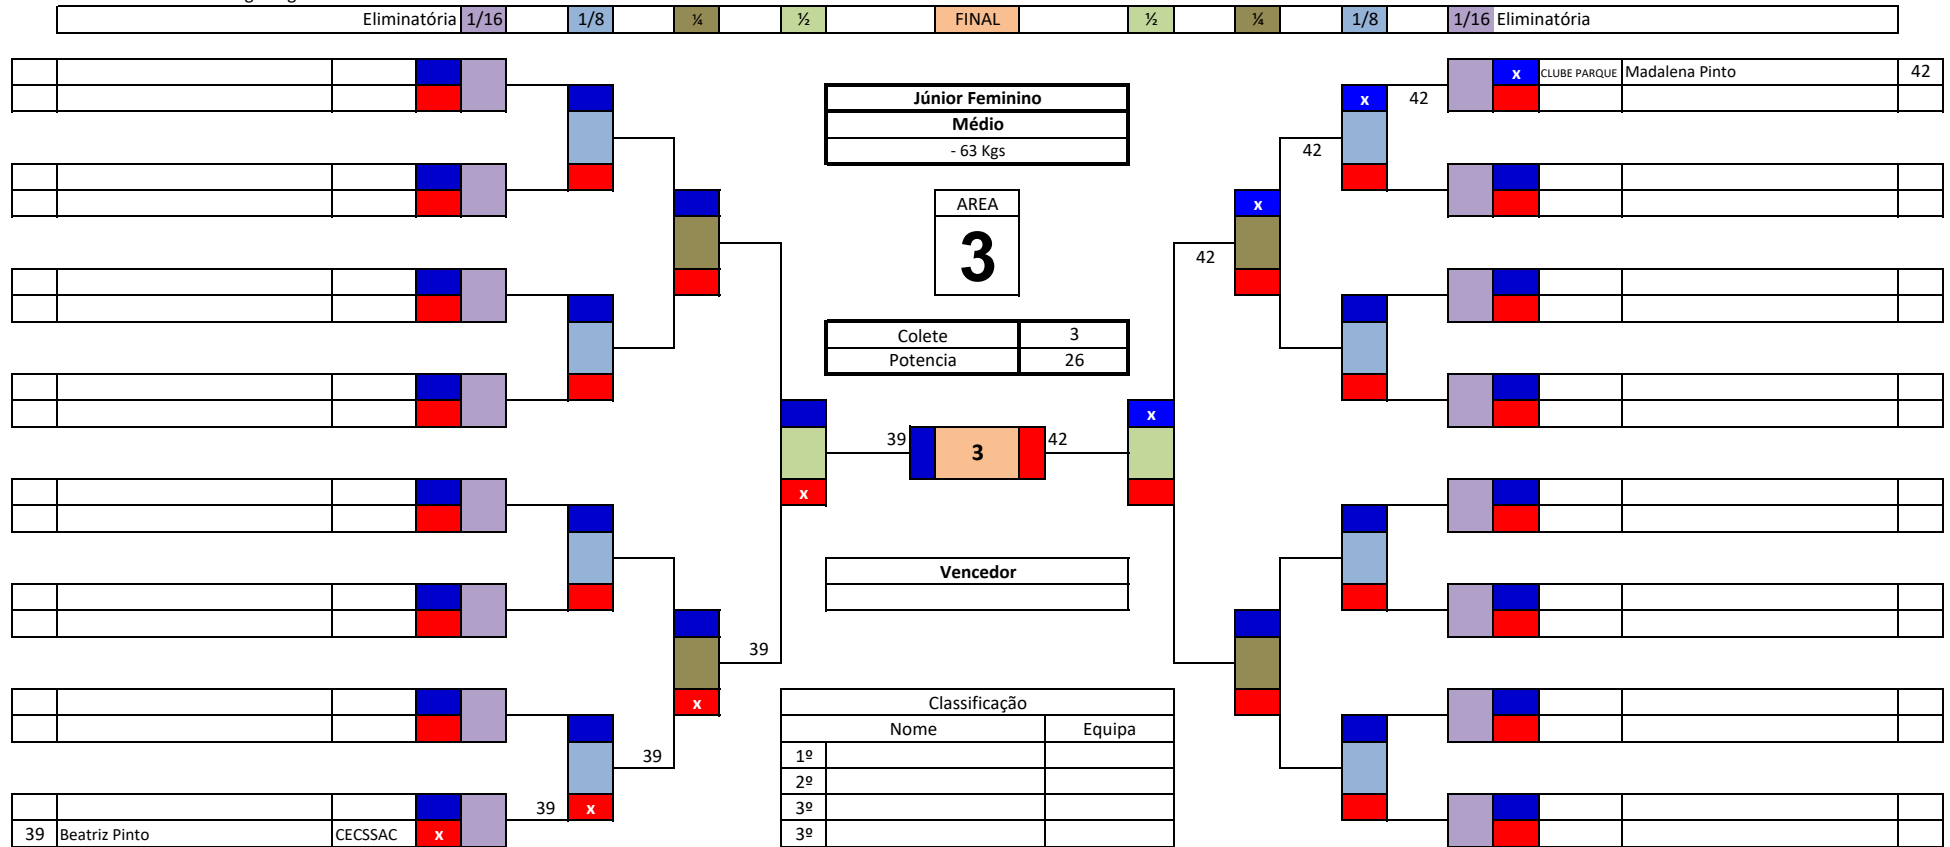 Eliminatória 1/16 1/8 ¼ ½ FINAL ½ ¼ 1/8 1/16 Eliminatória
x CLUBE PARQUE Madalena Pinto 42
Júnior Feminino x 42
Médio
- 63 Kgs 42
AREA x
3
42
Colete 3
Potencia 26
x
39 3 42
x
Vencedor
39
Classificação
x
Nome Equipa
39 1º
2º
39 x 3º
39 Beatriz Pinto CECSSAC x 3º